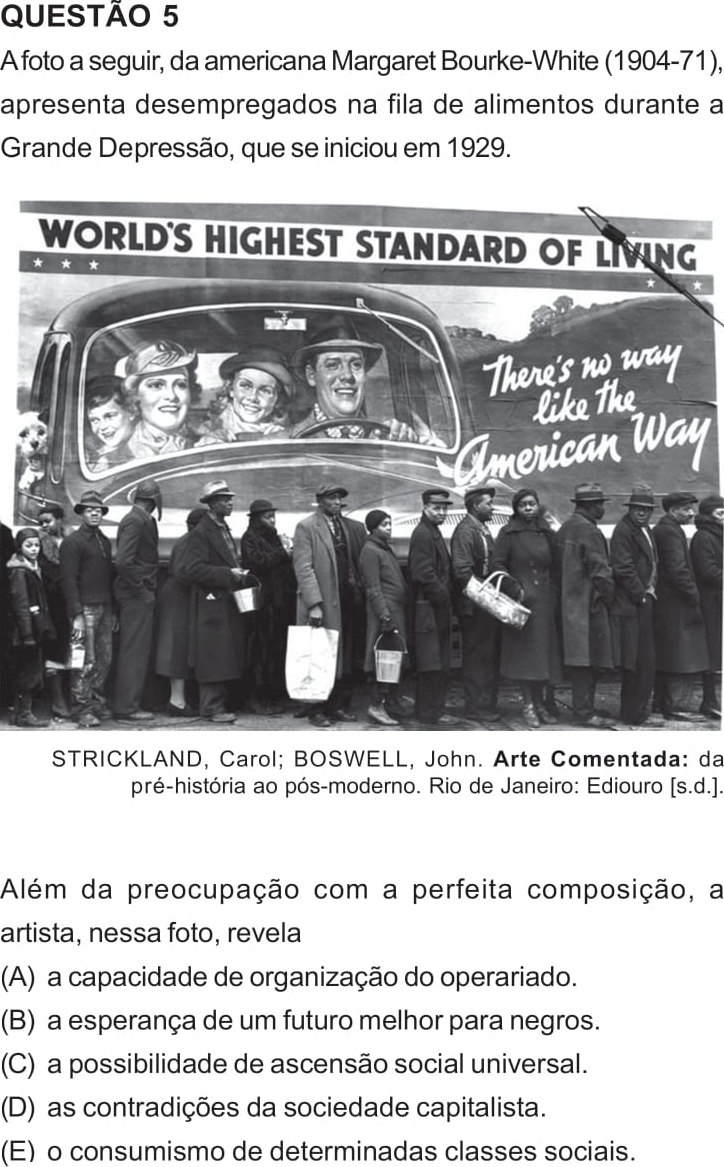 QUESTÃO 5
A foto a seguir, da americana Margaret Bourke-White (1904-71),
apresenta desempregados na fila de alimentos durante a
Grande Depressão, que se iniciou em 1929.
WORLD'S HIGHEST STANDARD OF LIVING
There's no way
like the
American Way
STRICKLAND, Carol; BOSWELL, John. Arte Comentada: da
pré-história ao pós-moderno. Rio de Janeiro: Ediouro [s.d.].
Além da preocupação com a perfeita composição, a
artista, nessa foto, revela
(A) a capacidade de organização do operariado.
(B) a esperança de um futuro melhor para negros.
(C) a possibilidade de ascensão social universal.
(D) as contradições da sociedade capitalista.
(E) o consumismo de determinadas classes sociais.